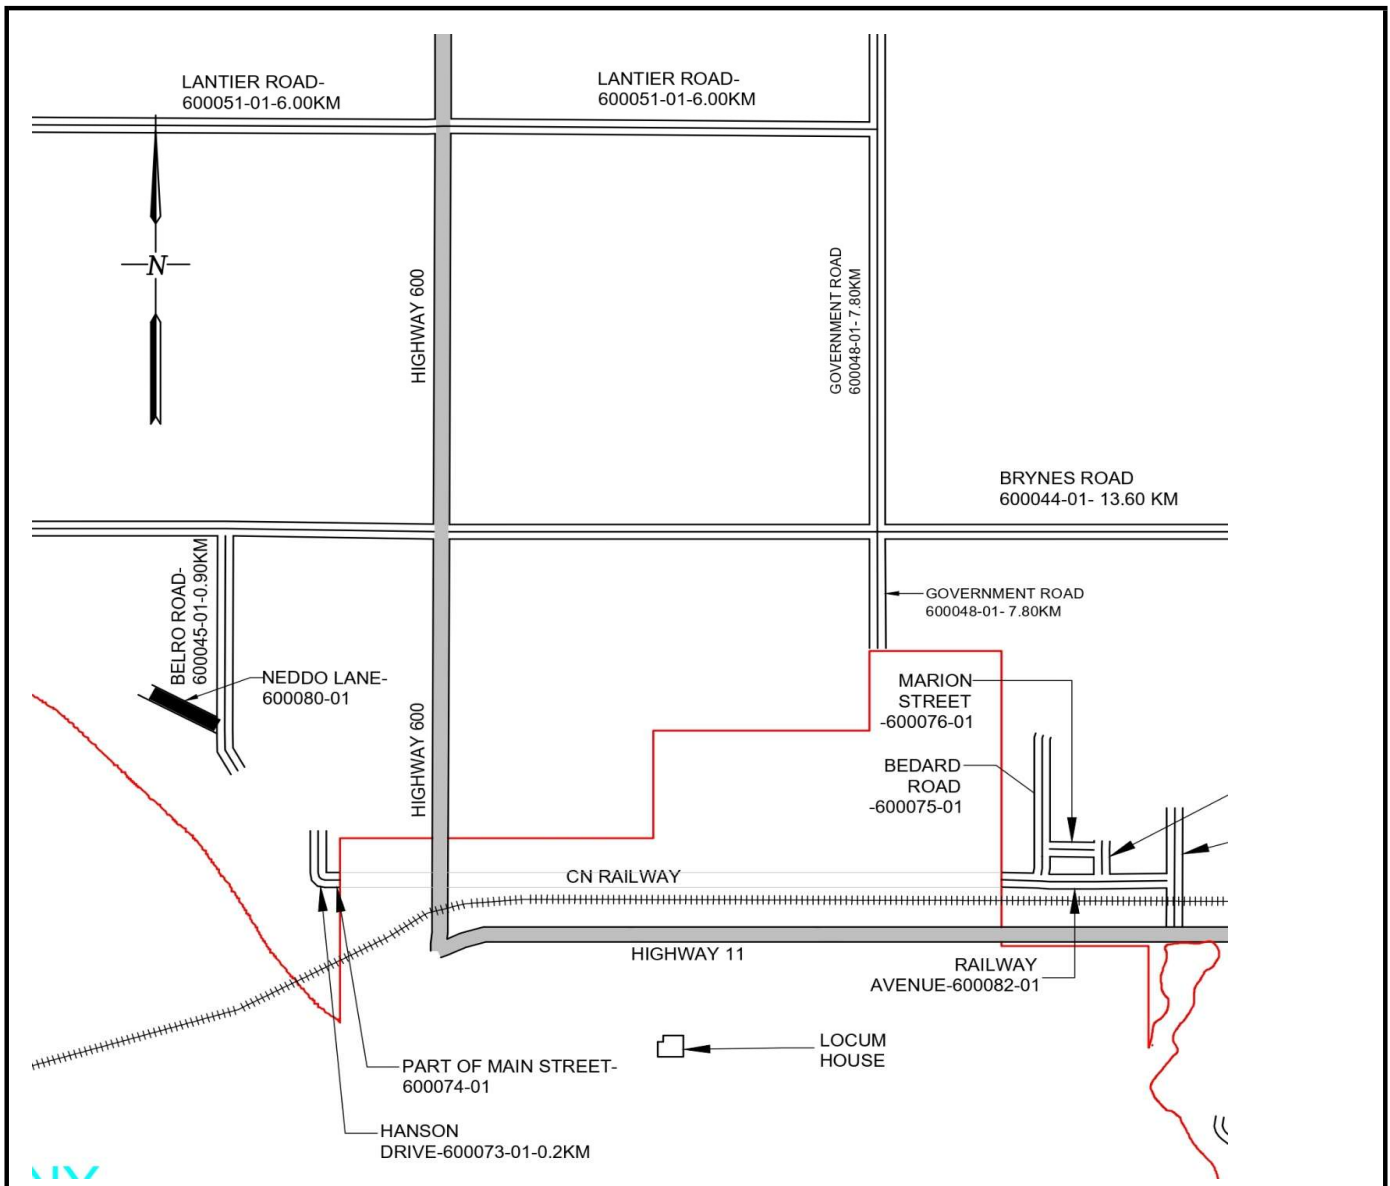 LANTIER ROAD-
600051-01-6.00KM
LANTIER ROAD-
600051-01-6.00KM
N
HIGHWAY 600
GOVERNMENT ROAD
600048-01- 7.80KM
BRYNES ROAD
600044-01- 13.60 KM
BELRO ROAD-
600045-01-0.90KM
GOVERNMENT ROAD
600048-01- 7.80KM
NEDDO LANE-
600080-01
HIGHWAY 600
MARION
STREET
-600076-01
BEDARD
ROAD
-600075-01
CN RAILWAY
HIGHWAY 11
RAILWAY
AVENUE-600082-01
LOCUM
HOUSE
PART OF MAIN STREET-
600074-01
HANSON
DRIVE-600073-01-0.2KM